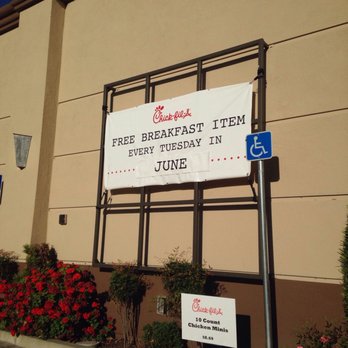 Chick-fil-A
FREE BREAKFAST ITEM
EVERY TUESDAY IN
....... JUNE .......
Chick-fil-A
10 Count
Chicken Minis